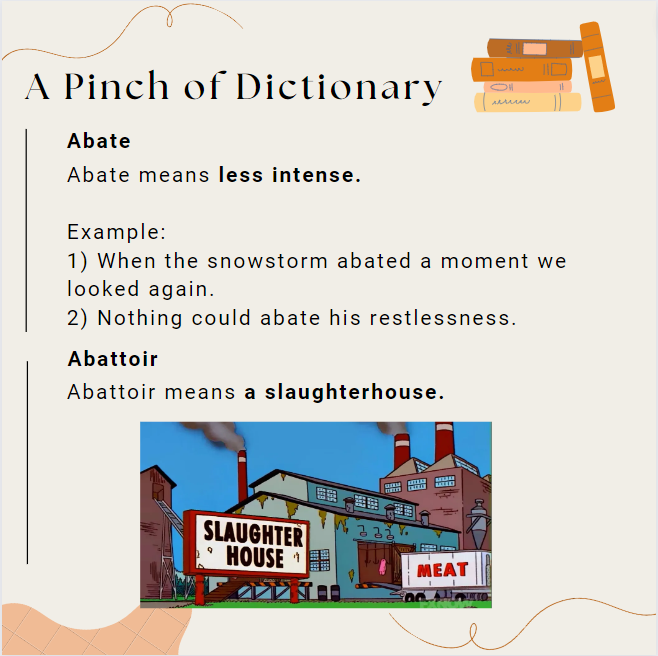 A Pinch of Dictionary
Abate
Abate means less intense.
Example:
1) When the snowstorm abated a moment we
looked again.
2) Nothing could abate his restlessness.
Abattoir
Abattoir means a slaughterhouse.
SLAUGHTER
HOUSE
MEAT